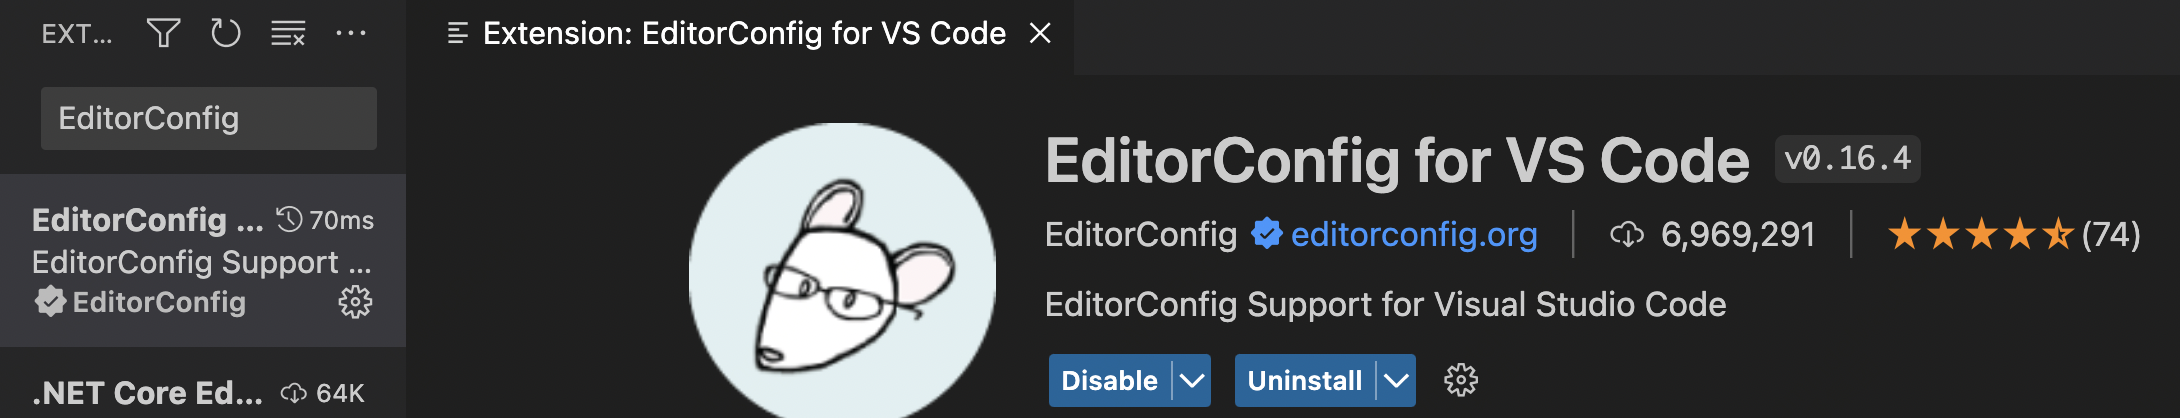 EXT...
EditorConfig
EditorConfig ... 70ms
EditorConfig Support ...
EditorConfig
.NET Core Ed... 64K
Extension: EditorConfig for VS Code
EditorConfig for VS Code v0.16.4
EditorConfig editorconfig.org 6,969,291 (74)
EditorConfig Support for Visual Studio Code
Disable Uninstall